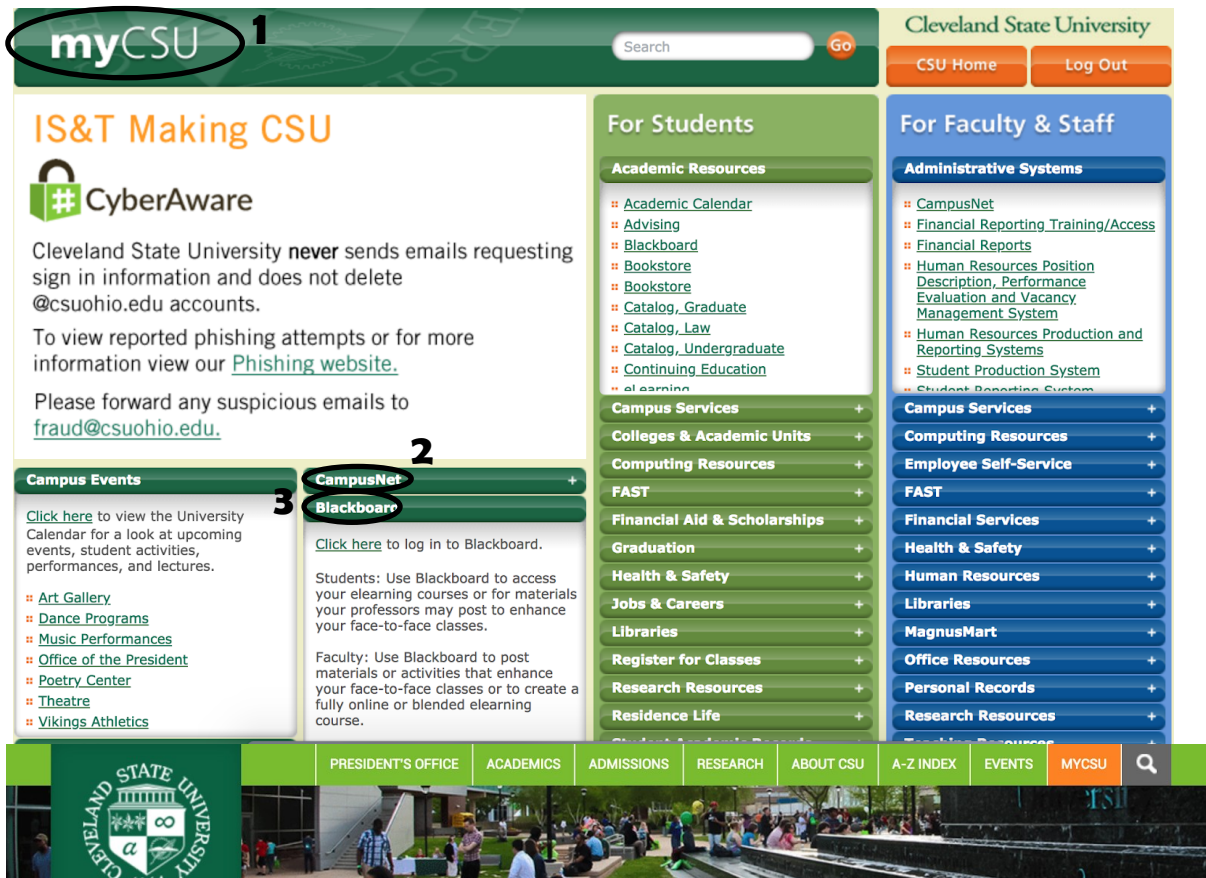 myCSU
1
Search
Go
Cleveland State University
CSU Home
Log Out
IS&T Making CSU
# CyberAware
Cleveland State University never sends emails requesting
sign in information and does not delete
@csuohio.edu accounts.
To view reported phishing attempts or for more
information view our Phishing website.
Please forward any suspicious emails to
fraud@csuohio.edu.
Campus Events
Click here to view the University
Calendar for a look at upcoming
events, student activities,
performances, and lectures.
Art Gallery
Dance Programs
Music Performances
Office of the President
Poetry Center
Theatre
Vikings Athletics
2
CampusNet +
3
Blackboard
Click here to log in to Blackboard.
Students: Use Blackboard to access
your elearning courses or for materials
your professors may post to enhance
your face-to-face classes.
Faculty: Use Blackboard to post
materials or activities that enhance
your face-to-face classes or to create a
fully online or blended elearning
course.
For Students
Academic Resources
Academic Calendar
Advising
Blackboard
Bookstore
Bookstore
Catalog, Graduate
Catalog, Law
Catalog, Undergraduate
Continuing Education
eLearning
Campus Services +
Colleges & Academic Units +
Computing Resources +
FAST +
Financial Aid & Scholarships +
Graduation +
Health & Safety +
Jobs & Careers +
Libraries +
Register for Classes +
Research Resources +
Residence Life +
Student Academic Records +
For Faculty & Staff
Administrative Systems
CampusNet
Financial Reporting Training/Access
Financial Reports
Human Resources Position
Description, Performance
Evaluation and Vacancy
Management System
Human Resources Production and
Reporting Systems
Student Production System
Student Reporting System
Campus Services +
Computing Resources +
Employee Self-Service +
FAST +
Financial Services +
Health & Safety +
Human Resources +
Libraries +
MagnusMart +
Office Resources +
Personal Records +
Research Resources +
Teaching Resources +
PRESIDENT'S OFFICE
ACADEMICS
ADMISSIONS
RESEARCH
ABOUT CSU
A-Z INDEX
EVENTS
MYCSU
CLEVELAND STATE UNIVERSITY